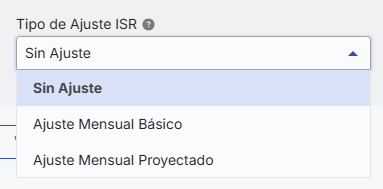 Tipo de Ajuste ISR ?
Sin Ajuste
Sin Ajuste
Ajuste Mensual Básico
Ajuste Mensual Proyectado